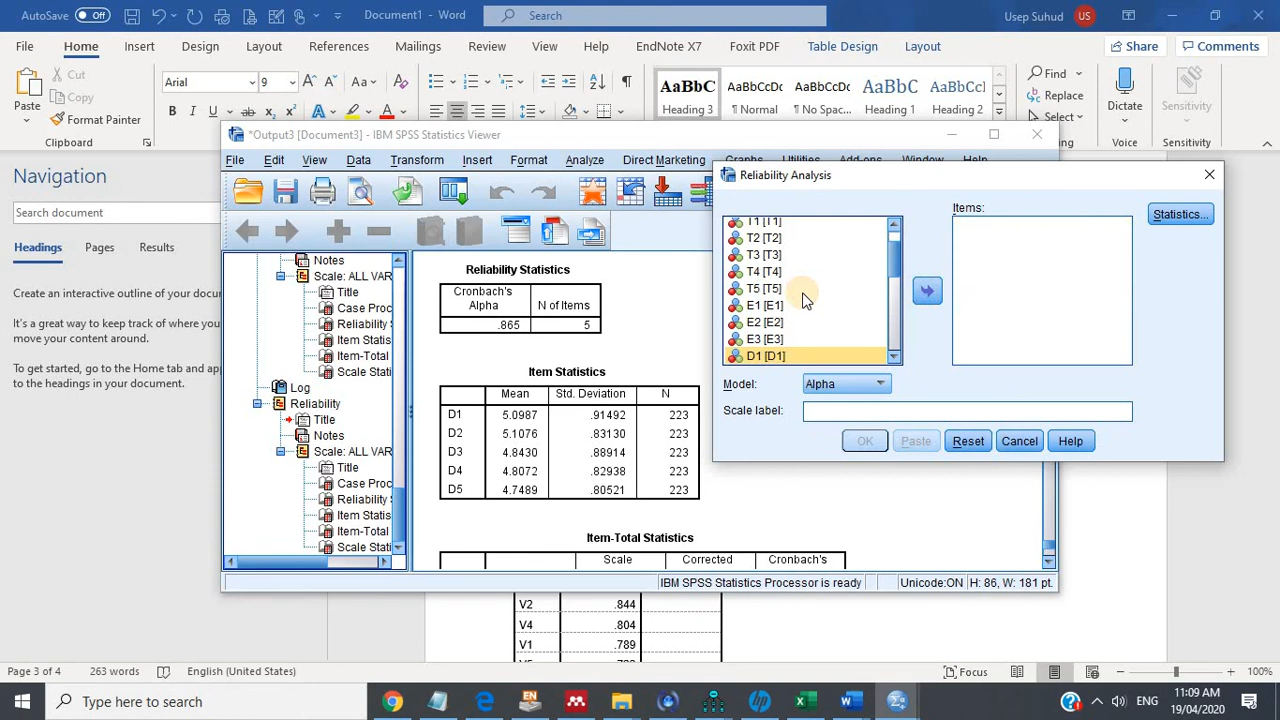 AutoSave Off
Document1 - Word
Search
Usep Suhud US
File Home Insert Design Layout References Mailings Review View Help EndNote X7 Foxit PDF Table Design Layout
Share Comments
Paste
Cut
Copy
Format Painter
Clipboard
Arial 9
Aa
B I U ab
AaBbC AaBbCcDc AaBbCcDc AaBbC AaBbCc
Heading 3 ¶ Normal ¶ No Spac... Heading 1 Heading 2
Find
Replace
Select
Dictate
Sensitivity
Editing
Voice
Sensitivity
Navigation
Search document
Headings Pages Results
Create an interactive outline of your docum
It's a great way to keep track of where you
move your content around.
To get started, go to the Home tab and app
to the headings in your document.
*Output3 [Document3] - IBM SPSS Statistics Viewer
File Edit View Data Transform Insert Format Analyze Direct Marketing Graphs Utilities Add-ons Window Help
Notes
Scale: ALL VAR
Title
Case Proc
Reliability
Item Statis
Item-Total
Scale Stati
Log
Reliability
Title
Notes
Scale: ALL VAR
Title
Case Proc
Reliability
Item Statis
Item-Total
Scale Stati
Reliability Statistics
Cronbach's
Alpha N of Items
.865 5
Item Statistics
Mean Std. Deviation N
D1 5.0987 .91492 223
D2 5.1076 .83130 223
D3 4.8430 .88914 223
D4 4.8072 .82938 223
D5 4.7489 .80521 223
Item-Total Statistics
Scale Corrected Cronbach's
IBM SPSS Statistics Processor is ready Unicode:ON H: 86, W: 181 pt.
Reliability Analysis
Items:
T1 [T1]
T2 [T2]
T3 [T3]
T4 [T4]
T5 [T5]
E1 [E1]
E2 [E2]
E3 [E3]
D1 [D1]
Statistics...
Model: Alpha
Scale label:
OK Paste Reset Cancel Help
V2 .844
V4 .804
V1 .789
Page 3 of 4 263 words English (United States)
Focus
100%
Type here to search
ENG
11:09 AM
19/04/2020